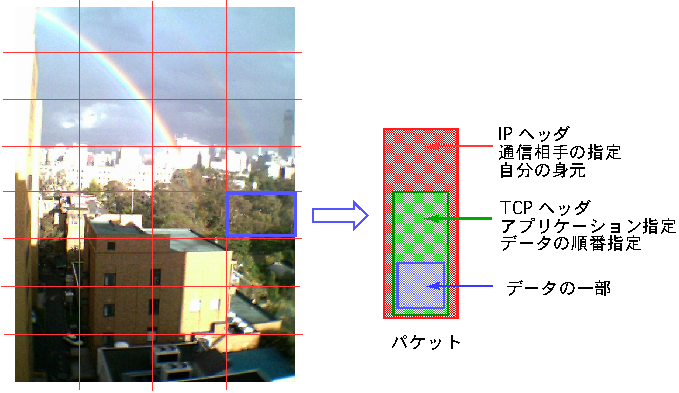 IP ヘッダ
通信相手の指定
自分の身元
TCP ヘッダ
アプリケーション指定
データの順番指定
データの一部
パケット